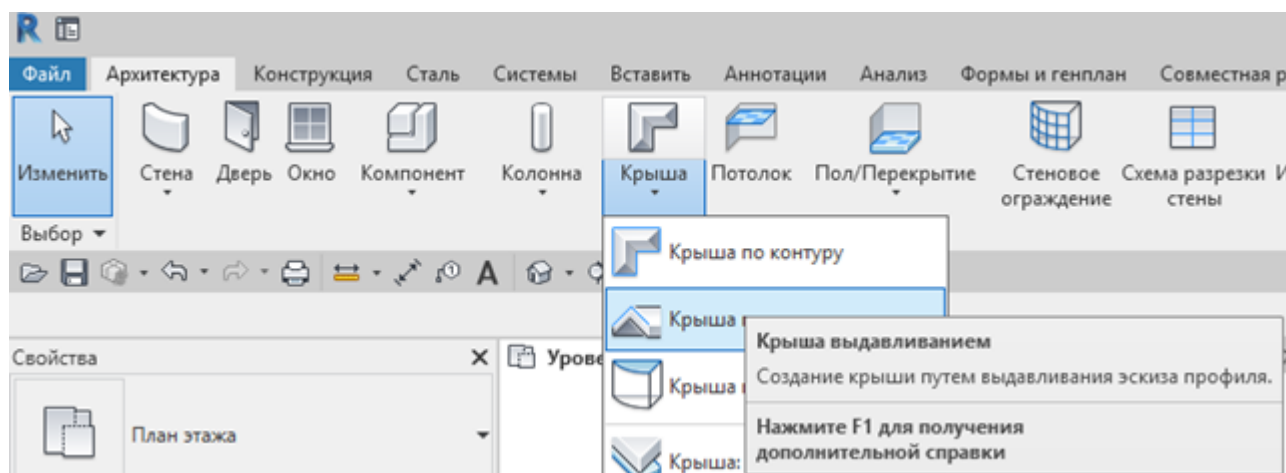 R
Файл Архитектура Конструкция Сталь Системы Вставить Аннотации Анализ Формы и генплан Совместная
Изменить Стена Дверь Окно Компонент Колонна Крыша Потолок Пол/Перекрытие Стеновое Схема разрезки
ограждение стены
Выбор
1 A
Крыша по контуру
Крыша
Крыша выдавливанием
Свойства
Создание крыши путем выдавливания эскиза профиля.
Крыша
План этажа
Нажмите F1 для получения
дополнительной справки
Крыша: